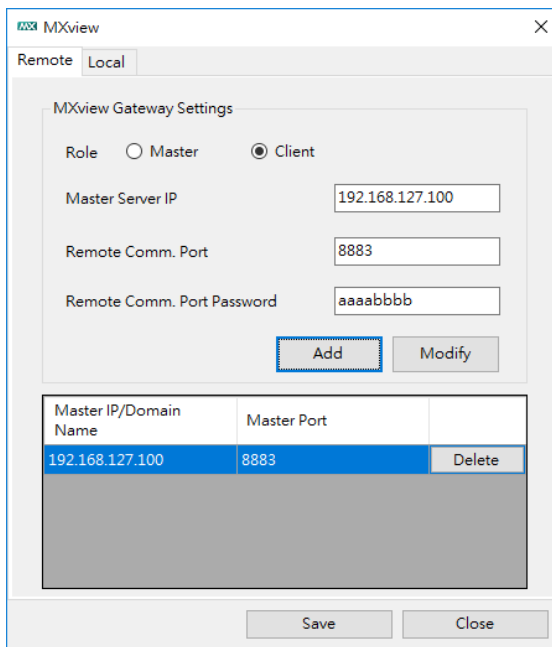 MX MXview
Remote Local
MXview Gateway Settings
Role Master Client
Master Server IP 192.168.127.100
Remote Comm. Port 8883
Remote Comm. Port Password aaaabbbb
Add Modify
Master IP/Domain
Name
Master Port
192.168.127.100 8883 Delete
Save Close